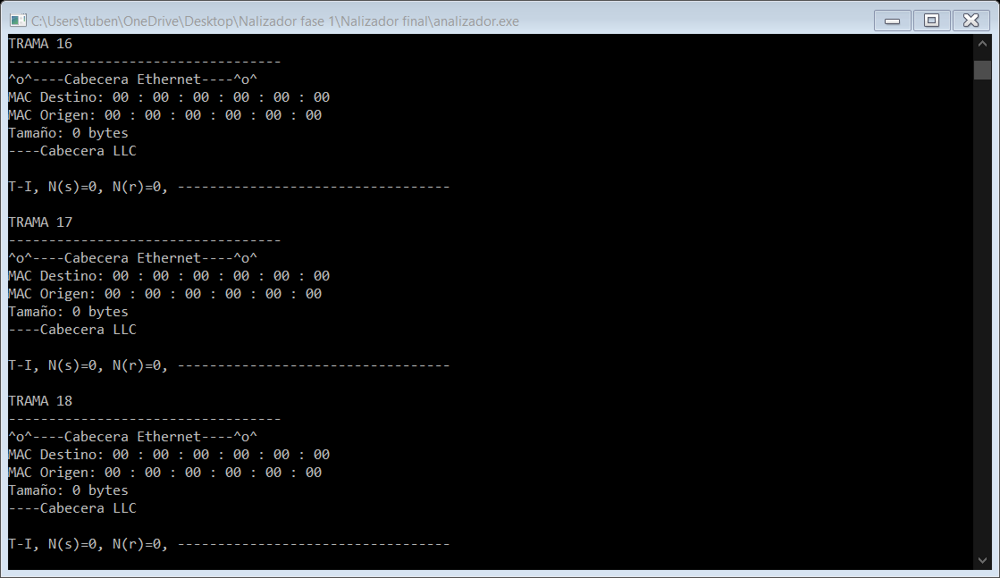 C:\Users\tuben\OneDrive\Desktop\Nalizador fase 1\Nalizador final\analizador.exe
TRAMA 16
----------------------------------
^o^----Cabecera Ethernet----^o^
MAC Destino: 00 : 00 : 00 : 00 : 00 : 00
MAC Origen: 00 : 00 : 00 : 00 : 00 : 00
Tamaño: 0 bytes
----Cabecera LLC
T-I, N(s)=0, N(r)=0, ----------------------------------
TRAMA 17
----------------------------------
^o^----Cabecera Ethernet----^o^
MAC Destino: 00 : 00 : 00 : 00 : 00 : 00
MAC Origen: 00 : 00 : 00 : 00 : 00 : 00
Tamaño: 0 bytes
----Cabecera LLC
T-I, N(s)=0, N(r)=0, ----------------------------------
TRAMA 18
----------------------------------
^o^----Cabecera Ethernet----^o^
MAC Destino: 00 : 00 : 00 : 00 : 00 : 00
MAC Origen: 00 : 00 : 00 : 00 : 00 : 00
Tamaño: 0 bytes
----Cabecera LLC
T-I, N(s)=0, N(r)=0, ----------------------------------